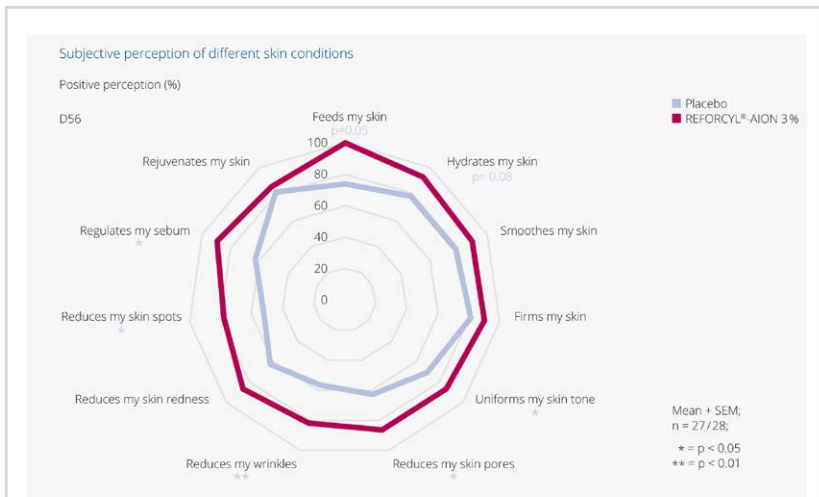 Subjective perception of different skin conditions
Positive perception (%)
D56
Placebo
REFORCYL®-AION 3%
Feeds my skin
p=0.05
100
80
60
40
20
0
Rejuvenates my skin
Hydrates my skin
p= 0.08
Regulates my sebum
*
Smoothes my skin
Reduces my skin spots
*
Firms my skin
Reduces my skin redness
Uniforms my skin tone
*
Reduces my wrinkles
**
Reduces my skin pores
*
Mean + SEM;
n = 27/28;
* = p < 0.05
** = p < 0.01